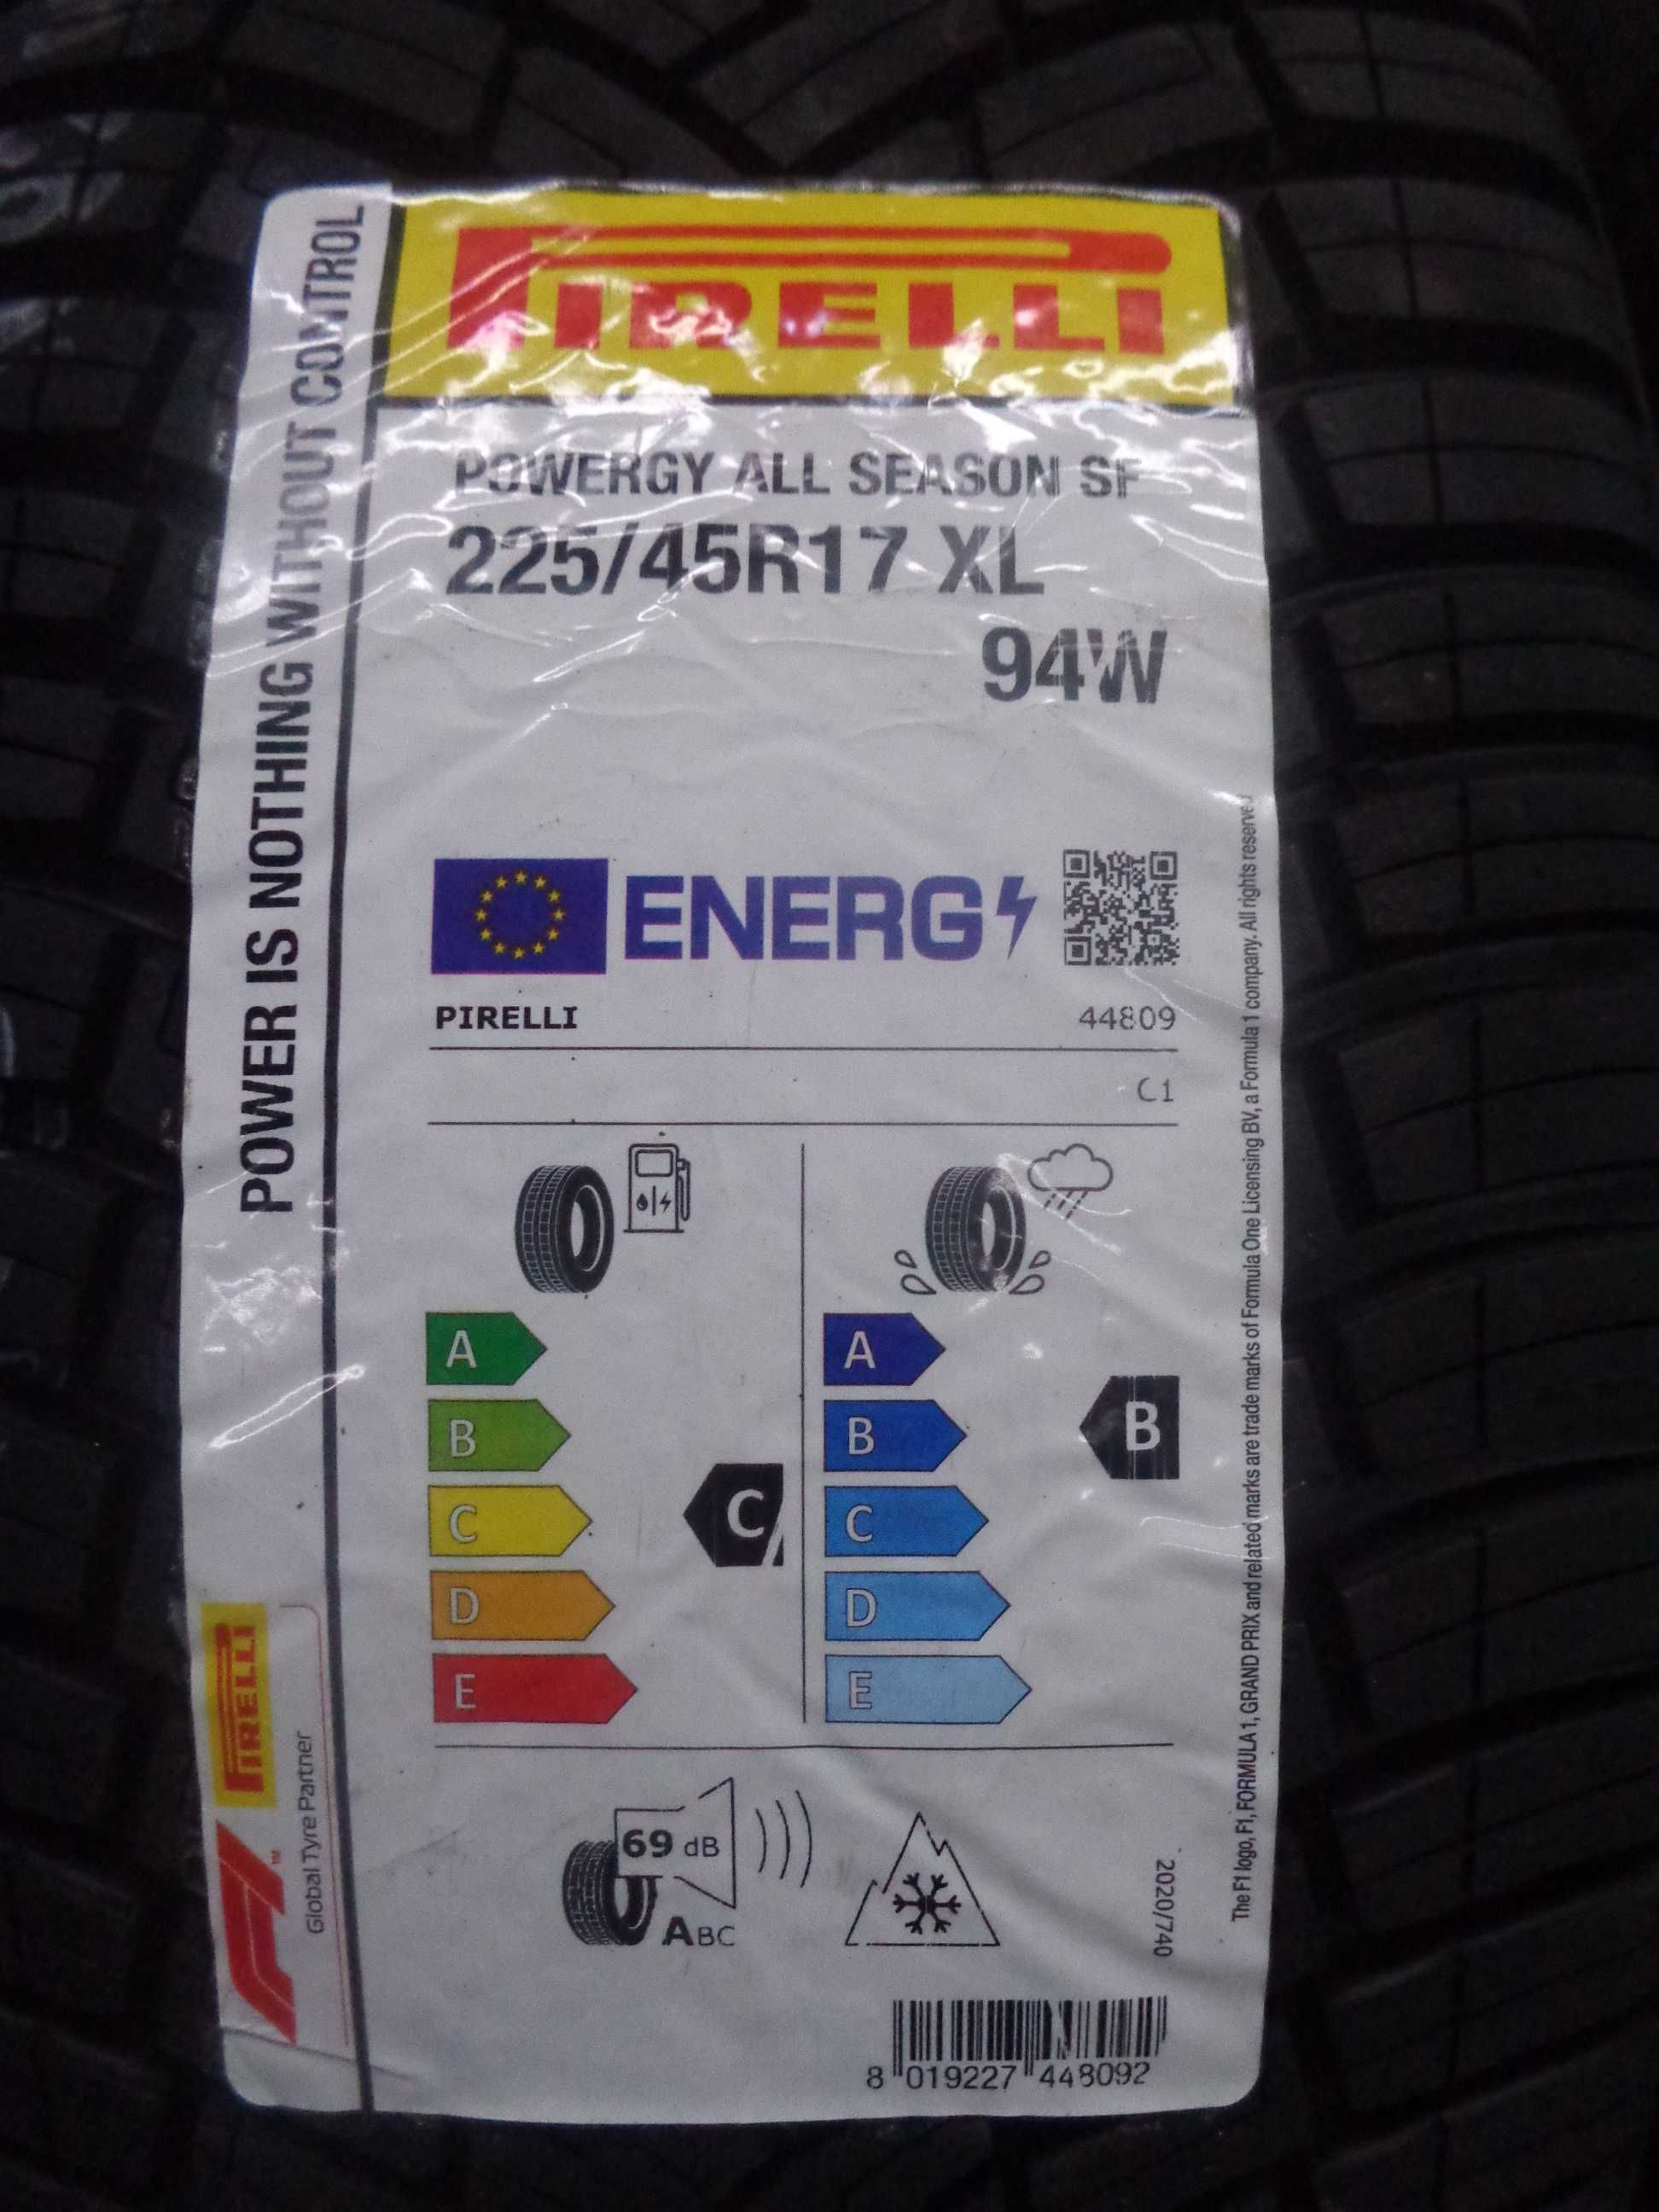 PIRELLI
POWER IS NOTHING WITHOUT CONTROL
POWERGY ALL SEASON SF
225/45R17 XL
94W
ENERG
PIRELLI 44809
C1
A A
B B B
C C C
D D
E E
69 dB
ABC
2020/740
8 019227 448092
PIRELLI
F1 TM
Global Tyre Partner
The F1 logo, F1, FORMULA 1, GRAND PRIX and related marks are trade marks of Formula One Licensing BV, a Formula 1 company. All rights reserved